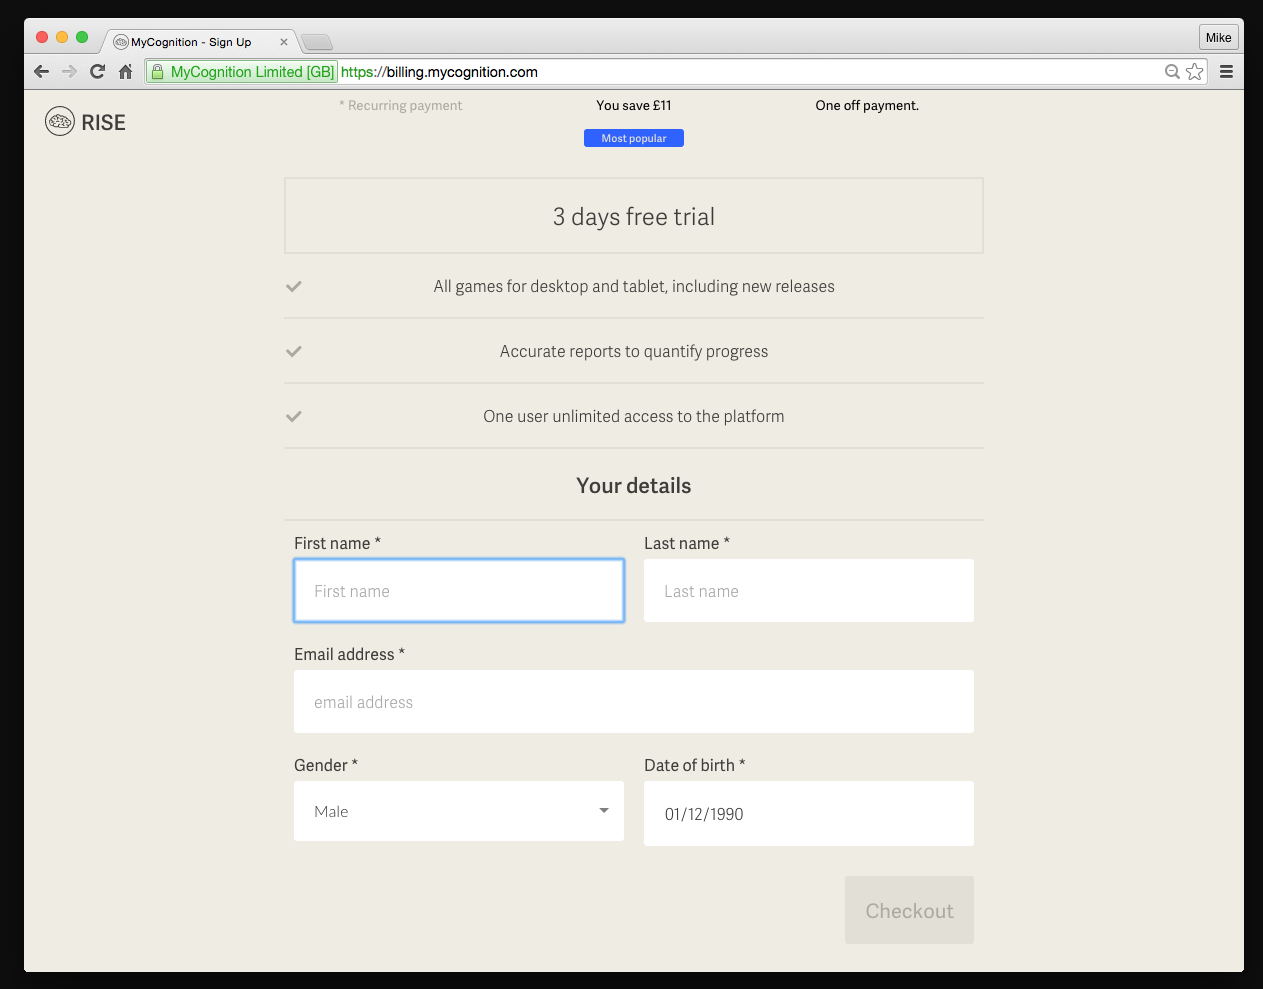 MyCognition - Sign Up
Mike
MyCognition Limited [GB] https://billing.mycognition.com
RISE
* Recurring payment
You save £11
One off payment.
Most popular
3 days free trial
All games for desktop and tablet, including new releases
Accurate reports to quantify progress
One user unlimited access to the platform
Your details
First name *
Last name *
First name
Last name
Email address *
email address
Gender *
Date of birth *
Male
01/12/1990
Checkout